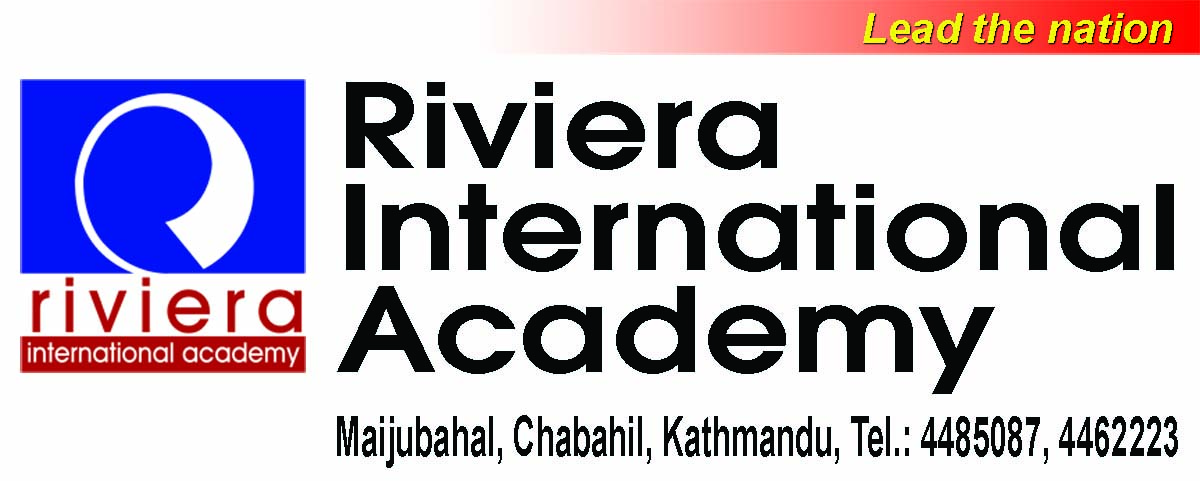 Lead the nation
riviera
international academy
Riviera
International
Academy
Maijubahal, Chabahil, Kathmandu, Tel.: 4485087, 4462223